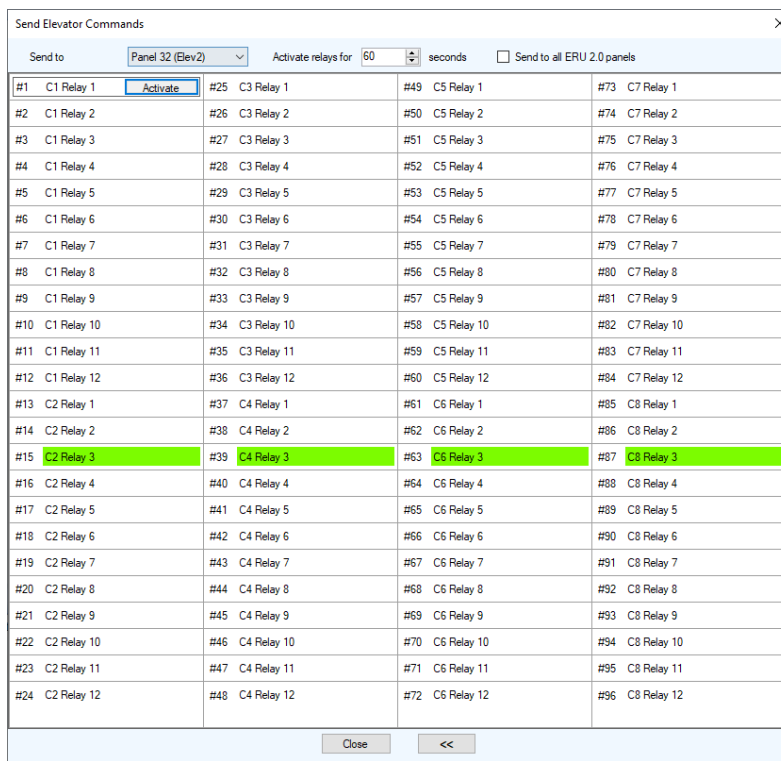 Send Elevator Commands
Send to Panel 32 (Elev2) Activate relays for 60 seconds Send to all ERU 2.0 panels
#1 C1 Relay 1 Activate #25 C3 Relay 1 #49 C5 Relay 1 #73 C7 Relay 1
#2 C1 Relay 2 #26 C3 Relay 2 #50 C5 Relay 2 #74 C7 Relay 2
#3 C1 Relay 3 #27 C3 Relay 3 #51 C5 Relay 3 #75 C7 Relay 3
#4 C1 Relay 4 #28 C3 Relay 4 #52 C5 Relay 4 #76 C7 Relay 4
#5 C1 Relay 5 #29 C3 Relay 5 #53 C5 Relay 5 #77 C7 Relay 5
#6 C1 Relay 6 #30 C3 Relay 6 #54 C5 Relay 6 #78 C7 Relay 6
#7 C1 Relay 7 #31 C3 Relay 7 #55 C5 Relay 7 #79 C7 Relay 7
#8 C1 Relay 8 #32 C3 Relay 8 #56 C5 Relay 8 #80 C7 Relay 8
#9 C1 Relay 9 #33 C3 Relay 9 #57 C5 Relay 9 #81 C7 Relay 9
#10 C1 Relay 10 #34 C3 Relay 10 #58 C5 Relay 10 #82 C7 Relay 10
#11 C1 Relay 11 #35 C3 Relay 11 #59 C5 Relay 11 #83 C7 Relay 11
#12 C1 Relay 12 #36 C3 Relay 12 #60 C5 Relay 12 #84 C7 Relay 12
#13 C2 Relay 1 #37 C4 Relay 1 #61 C6 Relay 1 #85 C8 Relay 1
#14 C2 Relay 2 #38 C4 Relay 2 #62 C6 Relay 2 #86 C8 Relay 2
#15 C2 Relay 3 #39 C4 Relay 3 #63 C6 Relay 3 #87 C8 Relay 3
#16 C2 Relay 4 #40 C4 Relay 4 #64 C6 Relay 4 #88 C8 Relay 4
#17 C2 Relay 5 #41 C4 Relay 5 #65 C6 Relay 5 #89 C8 Relay 5
#18 C2 Relay 6 #42 C4 Relay 6 #66 C6 Relay 6 #90 C8 Relay 6
#19 C2 Relay 7 #43 C4 Relay 7 #67 C6 Relay 7 #91 C8 Relay 7
#20 C2 Relay 8 #44 C4 Relay 8 #68 C6 Relay 8 #92 C8 Relay 8
#21 C2 Relay 9 #45 C4 Relay 9 #69 C6 Relay 9 #93 C8 Relay 9
#22 C2 Relay 10 #46 C4 Relay 10 #70 C6 Relay 10 #94 C8 Relay 10
#23 C2 Relay 11 #47 C4 Relay 11 #71 C6 Relay 11 #95 C8 Relay 11
#24 C2 Relay 12 #48 C4 Relay 12 #72 C6 Relay 12 #96 C8 Relay 12
Close <<